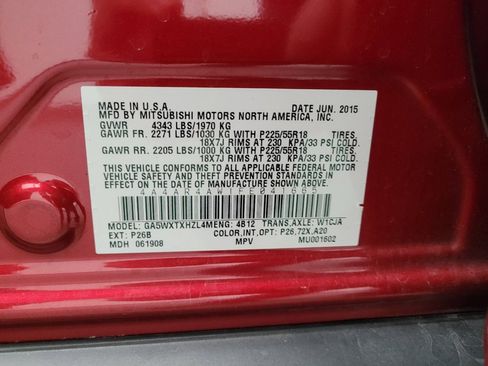 MADE IN U.S.A. DATE JUN. 2015
MFD BY MITSUBISHI MOTORS NORTH AMERICA, INC.
GVWR 4343 LBS/1970 KG
GAWR FR. 2271 LBS/1030 KG WITH P225/55R18 TIRES,
18X7J RIMS AT 230 KPA/33 PSI COLD.
GAWR RR. 2205 LBS/1000 KG WITH P225/55R18 TIRES,
18X7J RIMS AT 230 KPA/33 PSI COLD.
THIS VEHICLE CONFORMS TO ALL APPLICABLE FEDERAL MOTOR
VEHICLE SAFETY STANDARDS IN EFFECT ON THE DATE
OF MANUFACTURE SHOWN ABOVE.
4A4AR4AW1FE041665
MODEL: GA5WXTXHZL4M ENG: 4B12 TRANS,AXLE: W1CJA
EXT: P26B COLOR,INT,OPT: P26,72X,A20
MDH 061908 MPV MU001602